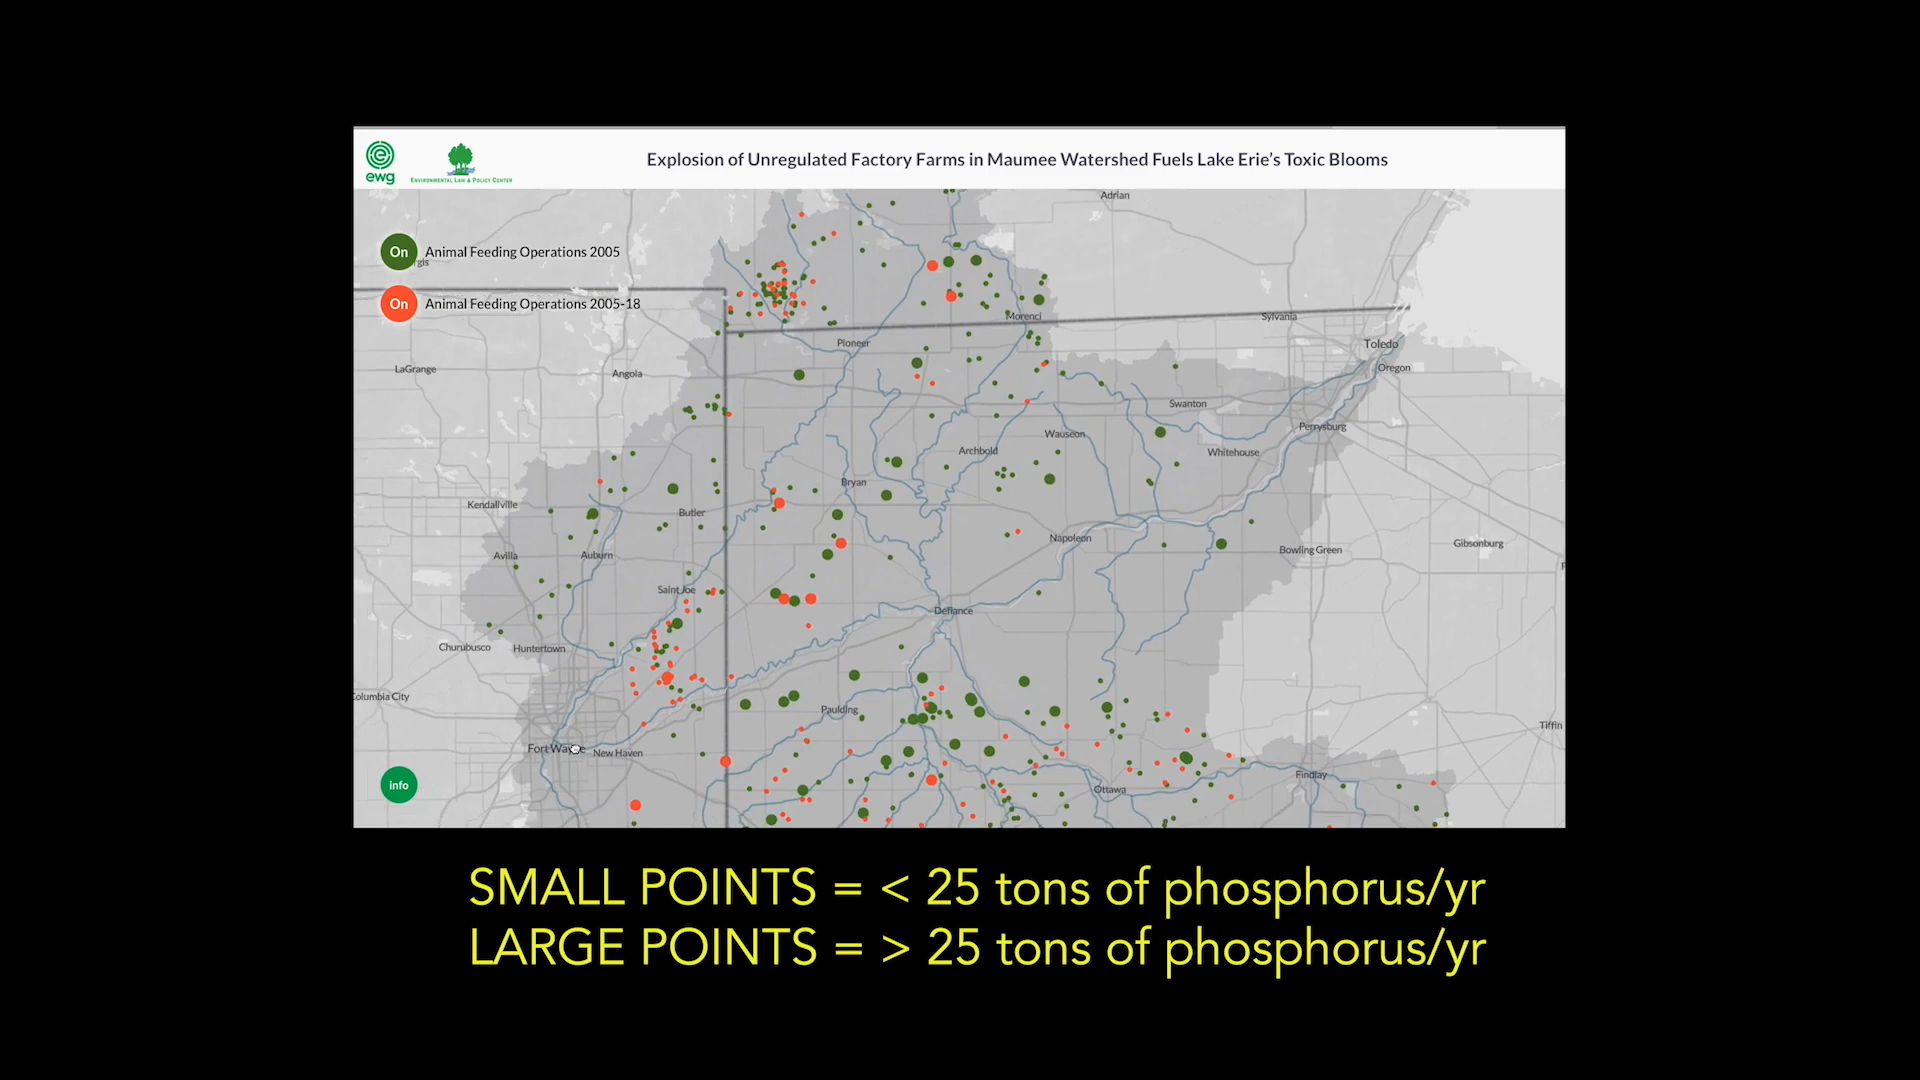 ewg
ENVIRONMENTAL LAW & POLICY CENTER
Explosion of Unregulated Factory Farms in Maumee Watershed Fuels Lake Erie's Toxic Blooms
Adrian
On Animal Feeding Operations 2005
On Animal Feeding Operations 2005-18
Morenci
Sylvania
Pioneer
Toledo
LaGrange
Angola
Oregon
Swanton
Wauseon
Perrysburg
Archbold
Whitehouse
Bryan
Kendallville
Butler
Napoleon
Gibsonburg
Avilla
Auburn
Bowling Green
Saint Joe
Defiance
Churubusco
Huntertown
Columbia City
Paulding
Tiffin
Fort Wayne
New Haven
Findlay
info
Ottawa
SMALL POINTS = < 25 tons of phosphorus/yr
LARGE POINTS = > 25 tons of phosphorus/yr